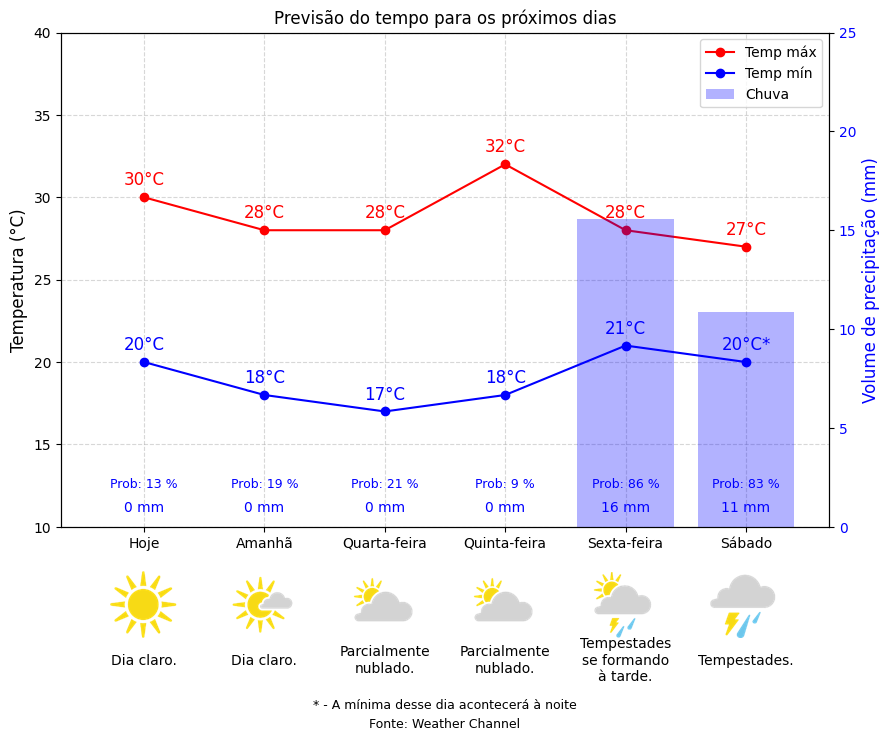 Previsão do tempo para os próximos dias
40
35
30
25
20
15
10
Temperatura (°C)
25
20
15
10
5
0
Volume de precipitação (mm)
Temp máx
Temp mín
Chuva
30°C
28°C
28°C
32°C
28°C
27°C
20°C
18°C
17°C
18°C
21°C
20°C*
Prob: 13 %
Prob: 19 %
Prob: 21 %
Prob: 9 %
Prob: 86 %
Prob: 83 %
0 mm
0 mm
0 mm
0 mm
16 mm
11 mm
Hoje
Amanhã
Quarta-feira
Quinta-feira
Sexta-feira
Sábado
Dia claro.
Dia claro.
Parcialmente
nublado.
Parcialmente
nublado.
Tempestades
se formando
à tarde.
Tempestades.
* - A mínima desse dia acontecerá à noite
Fonte: Weather Channel